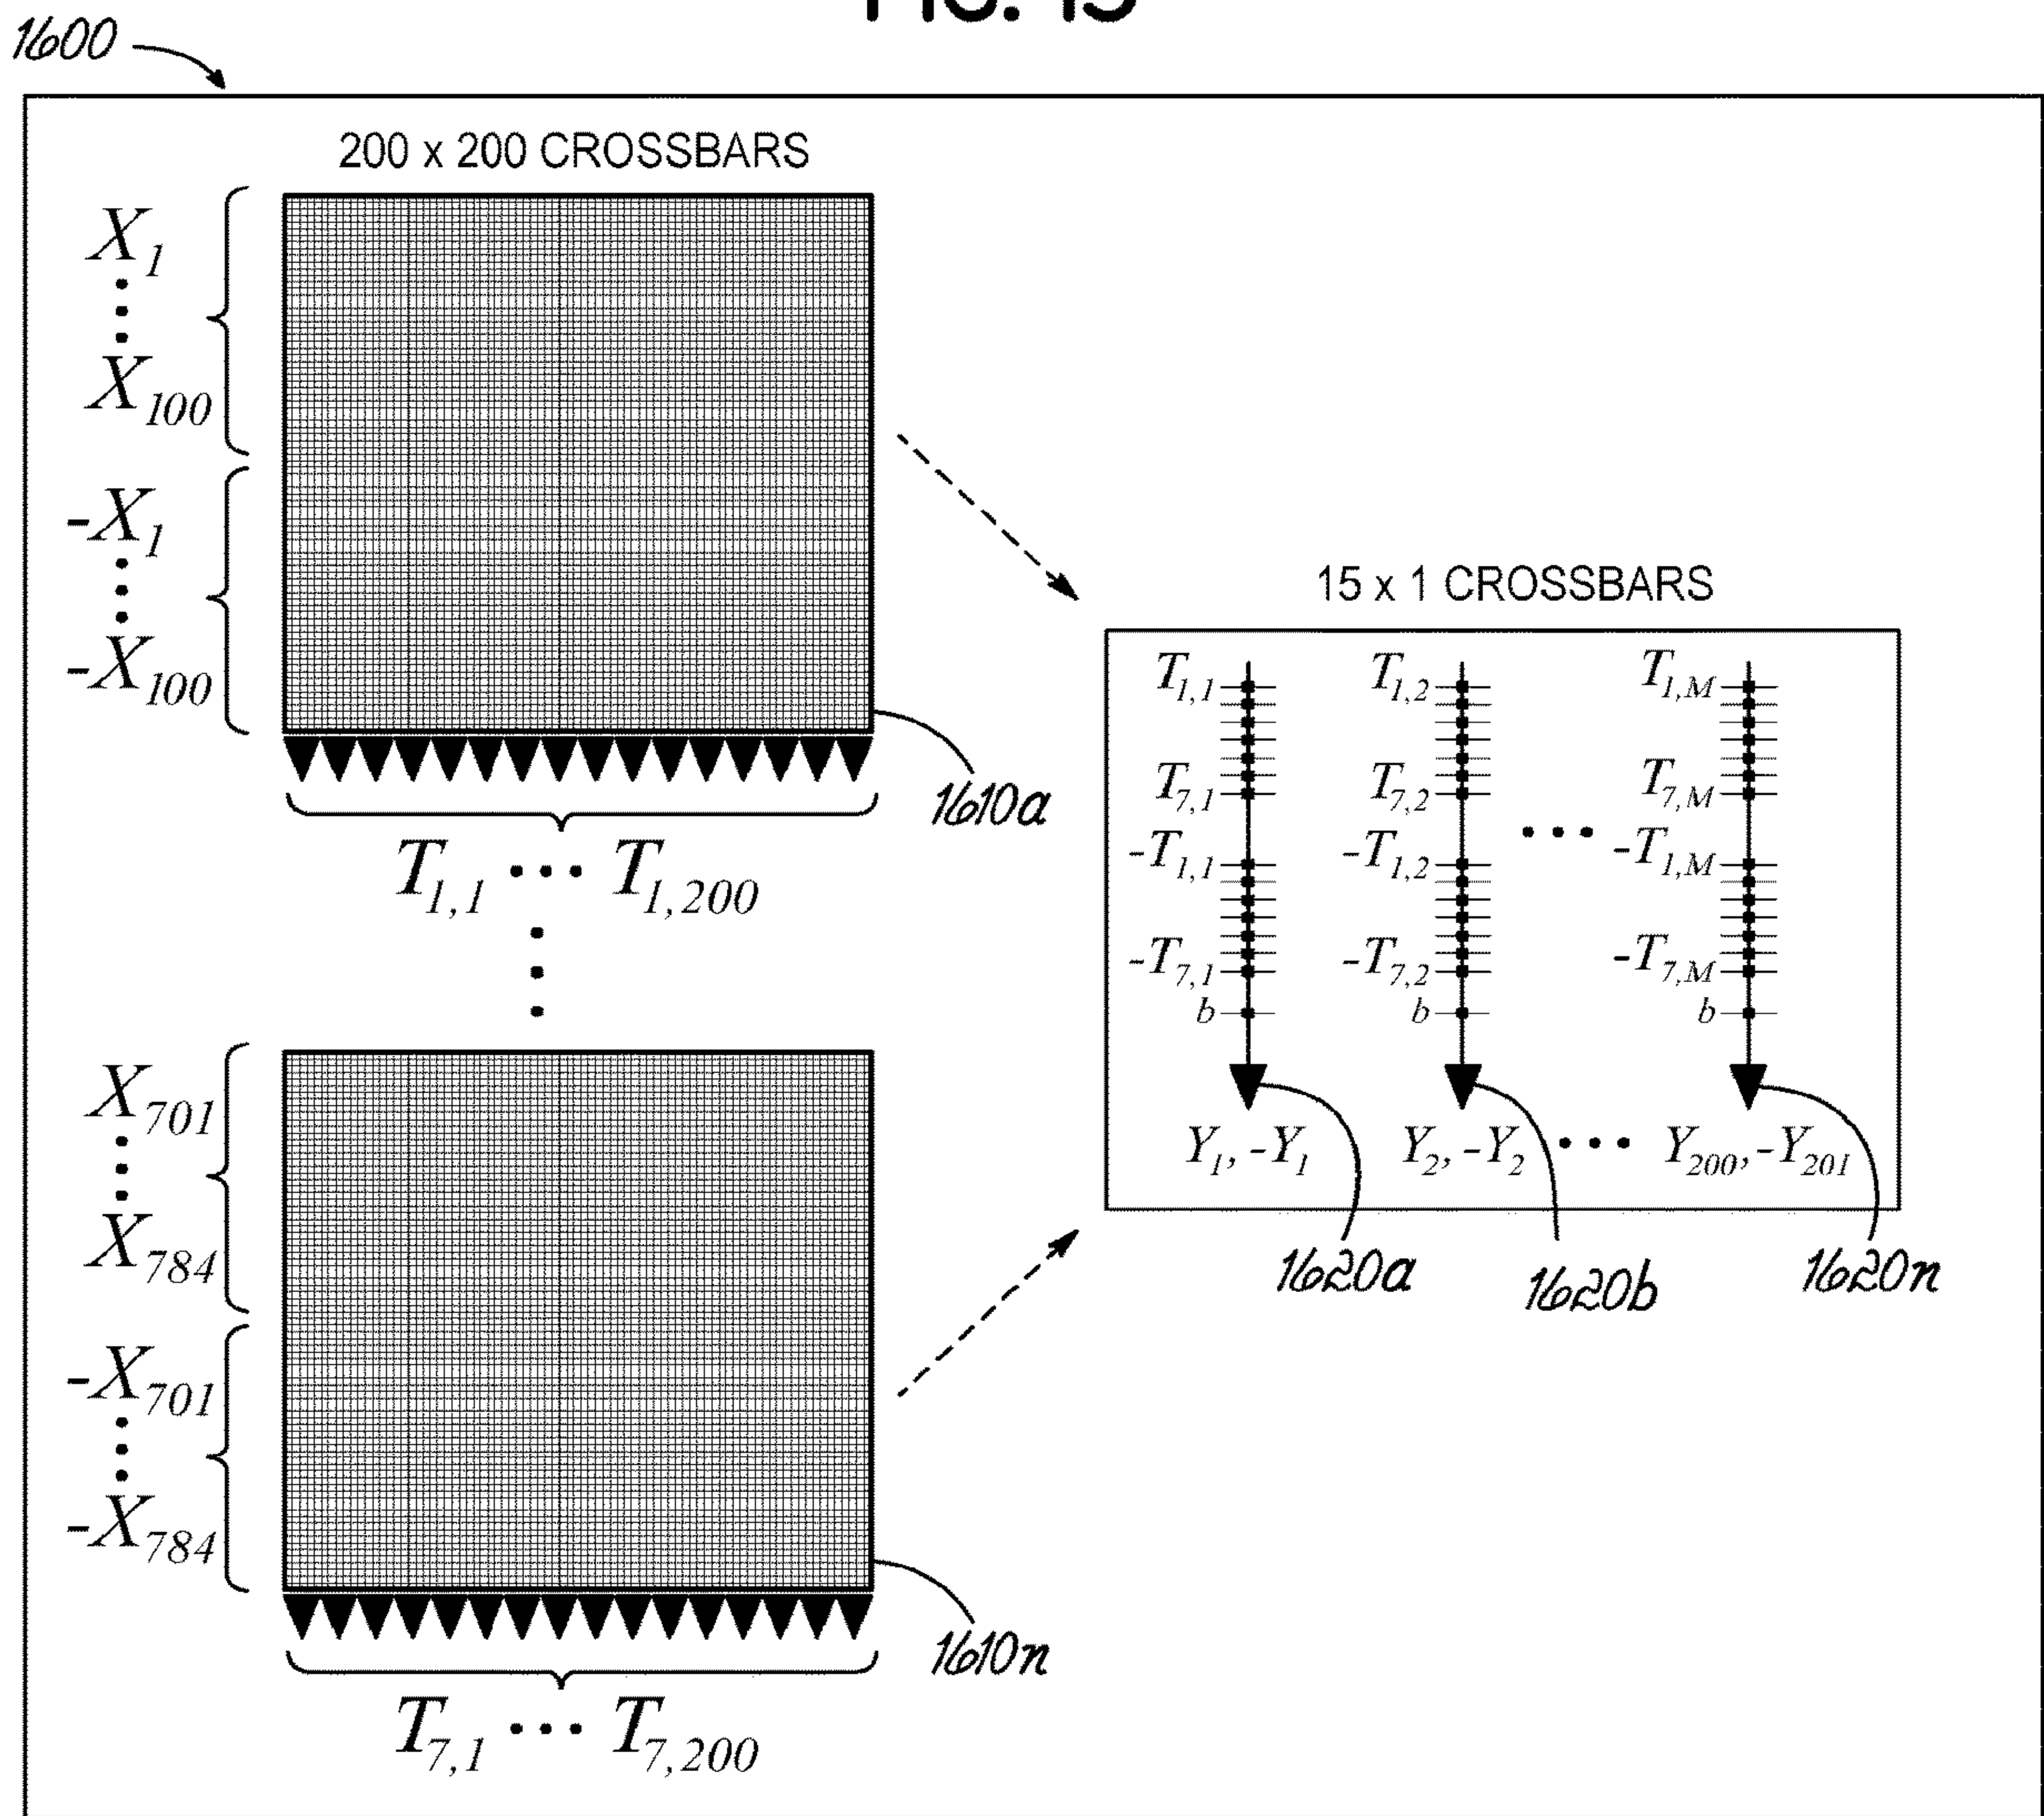 FIG. 15
1600
200 x 200 CROSSBARS
X1
X100
-X1
-X100
1610a
T1,1 ... T1,200
X701
X784
-X701
-X784
1610n
T7,1 ... T7,200
15 x 1 CROSSBARS
T1,1 T1,2 T1,M
T7,1 T7,2 T7,M
...
-T1,1 -T1,2 -T1,M
-T7,1 -T7,2 -T7,M
b b b
Y1, -Y1 Y2, -Y2 ... Y200, -Y201
1620a 1620b 1620n